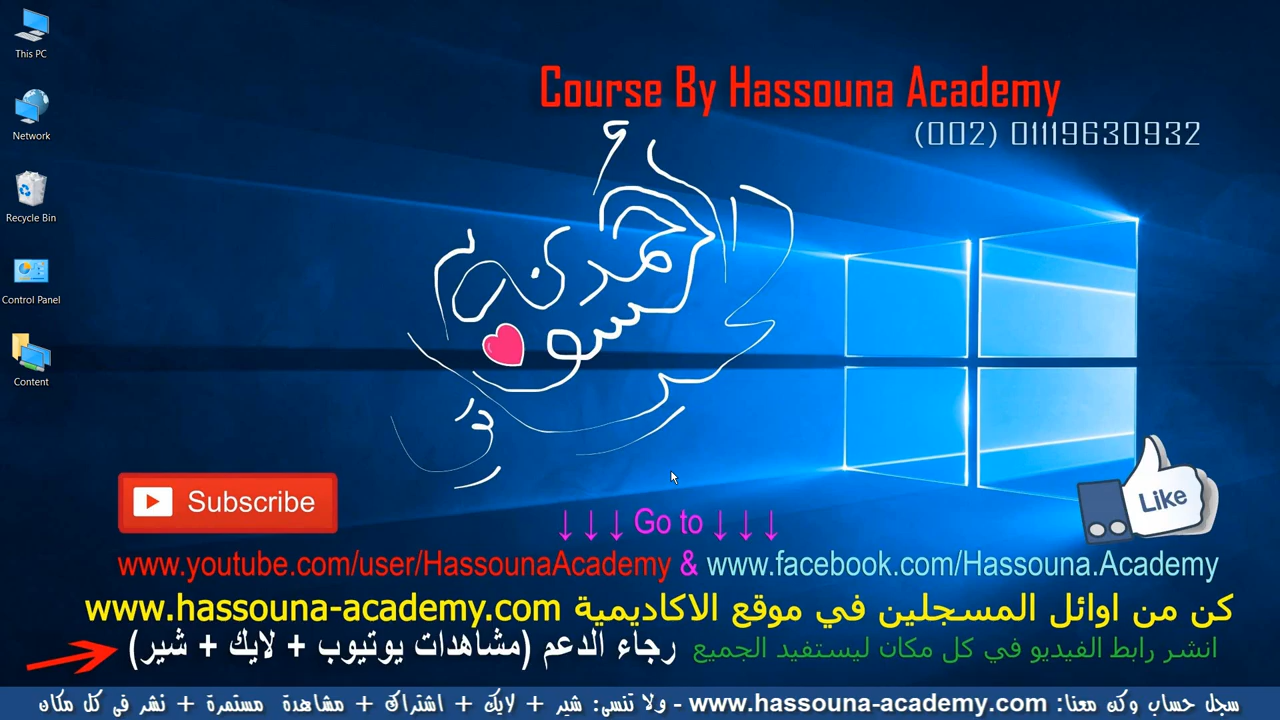 This PC
Network
Recycle Bin
Control Panel
Content
Course By Hassouna Academy
(002) 01119630932
Subscribe
Like
↓ ↓ ↓ Go to ↓ ↓ ↓
www.youtube.com/user/HassounaAcademy & www.facebook.com/Hassouna.Academy
كن من اوائل المسجلين في موقع الاكاديمية www.hassouna-academy.com
انشر رابط الفيديو في كل مكان ليستفيد الجميع
رجاء الدعم (مشاهدات يوتيوب + لايك + شير)
سجل حساب وكن معنا: www.hassouna-academy.com - ولا تنسى: شير + لايك + اشتراك + مشاهدة مستمرة + نشر فى كل مكان